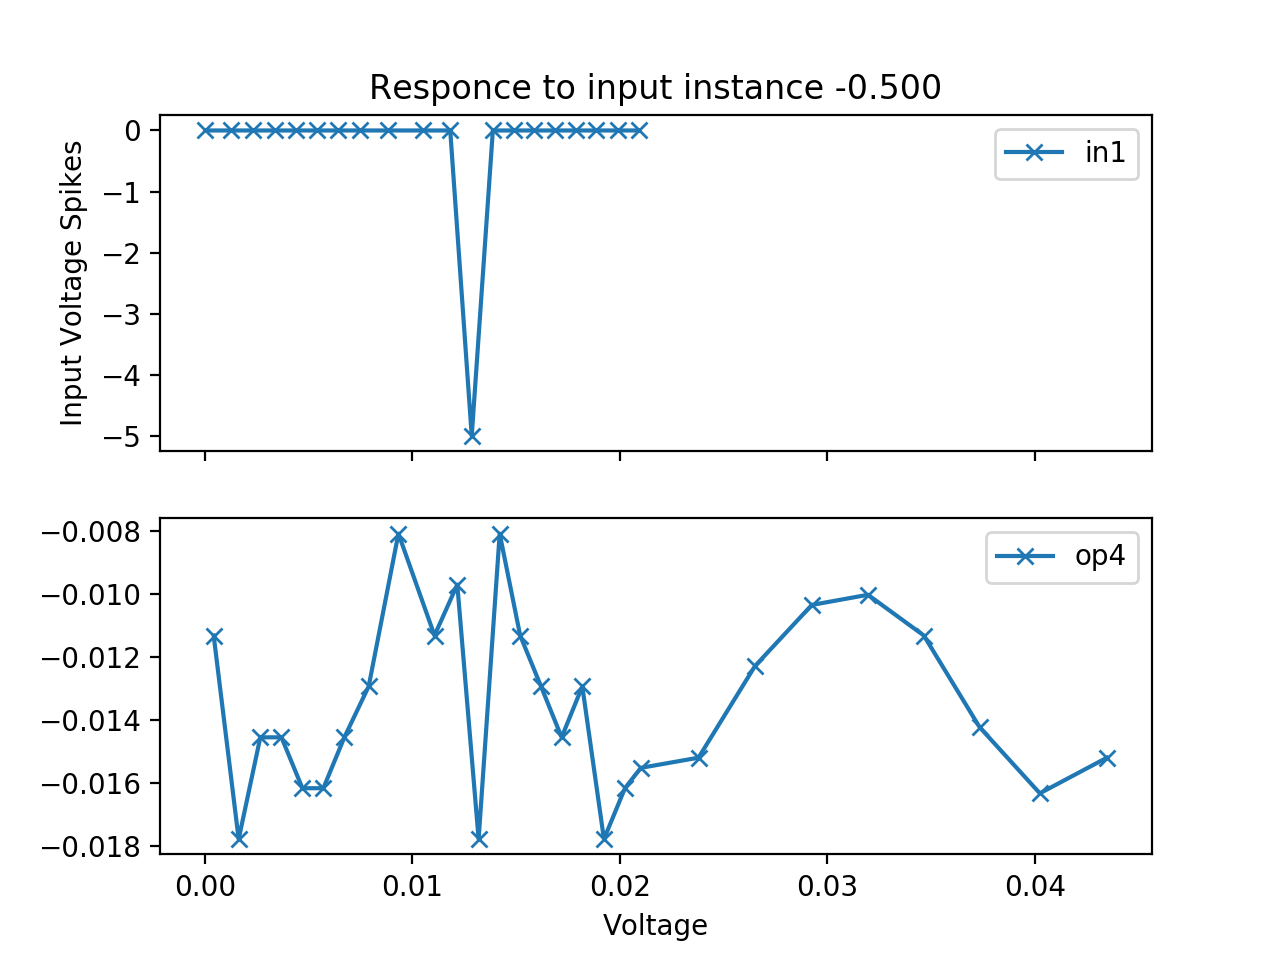 Responce to input instance -0.500
Input Voltage Spikes
0
−1
−2
−3
−4
−5
in1
−0.008
−0.010
−0.012
−0.014
−0.016
−0.018
op4
0.00 0.01 0.02 0.03 0.04
Voltage